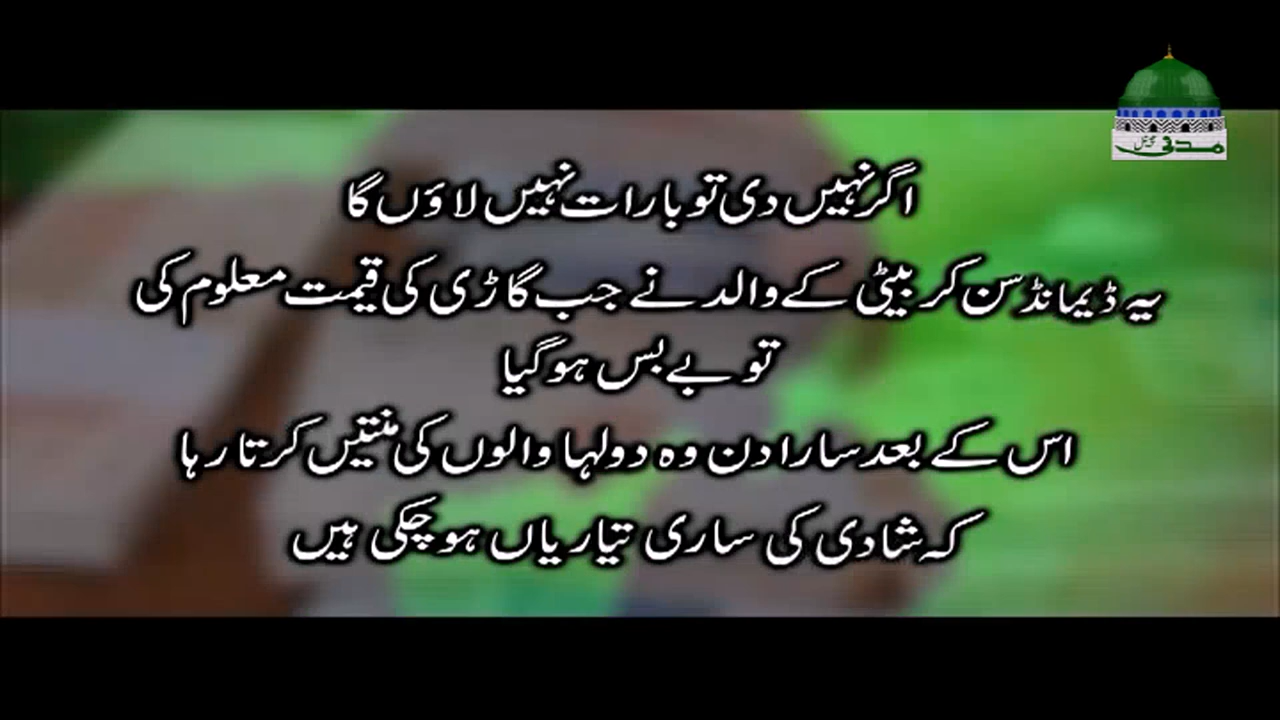 مدنی چینل
اگر نہیں دی تو بارات نہیں لاؤں گا
یہ ڈیمانڈ سن کر بیٹی کے والد نے جب گاڑی کی قیمت معلوم کی
تو بے بس ہو گیا
اس کے بعد سارا دن وہ دولہا والوں کی منتیں کرتا رہا
کہ شادی کی ساری تیاریاں ہو چکی ہیں